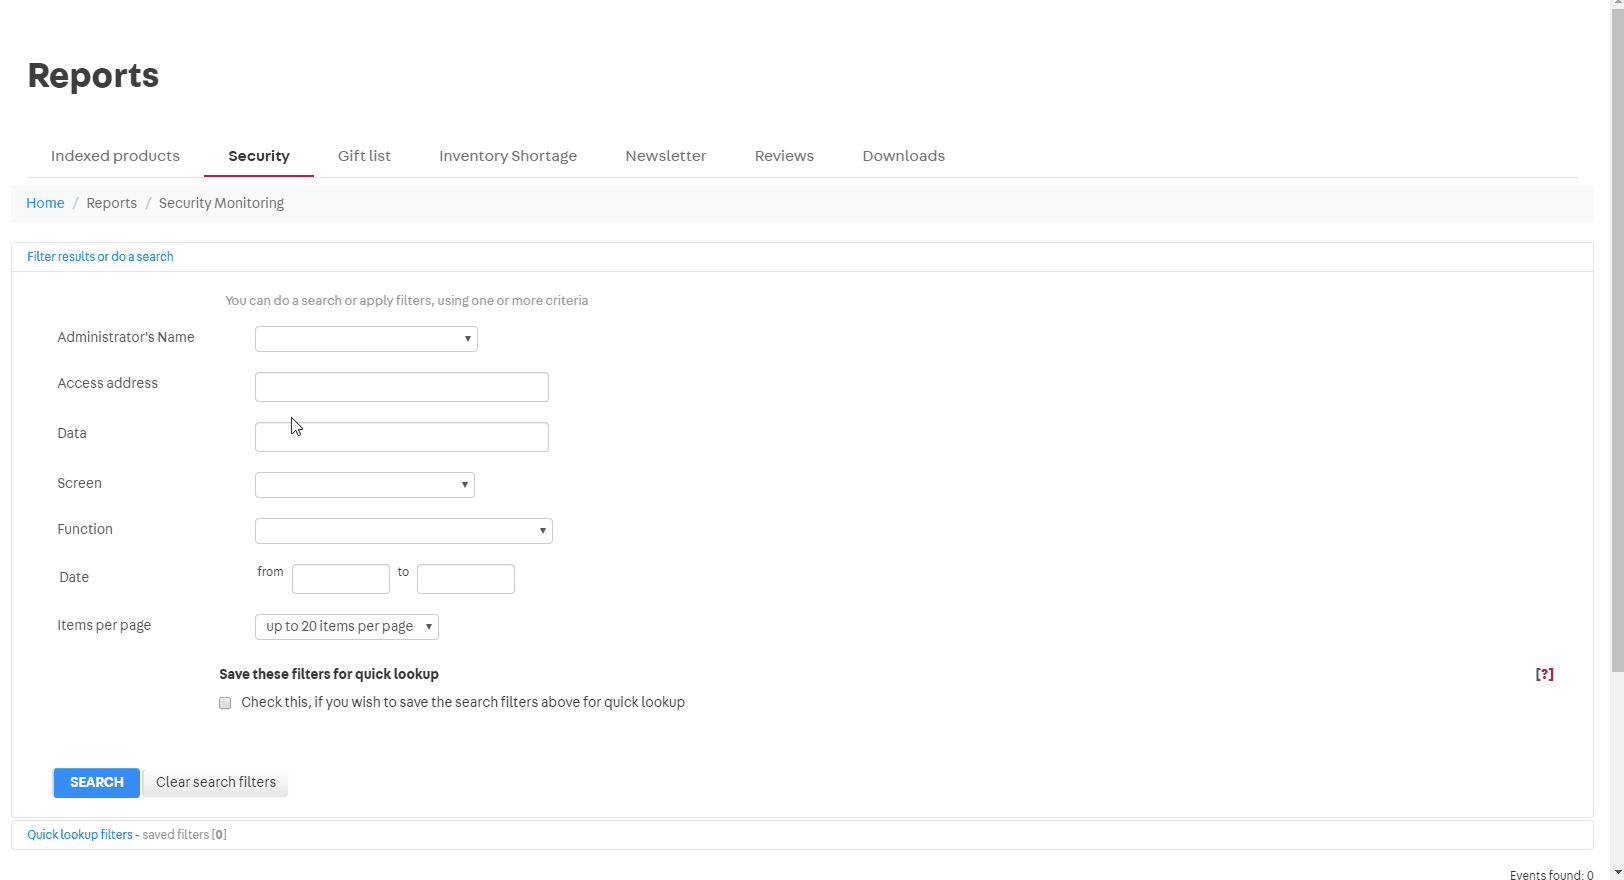 Reports
Indexed products Security Gift list Inventory Shortage Newsletter Reviews Downloads
Home / Reports / Security Monitoring
Filter results or do a search
You can do a search or apply filters, using one or more criteria
Administrator's Name
Access address
Data
Screen
Function
Date from to
Items per page up to 20 items per page
Save these filters for quick lookup [?]
Check this, if you wish to save the search filters above for quick lookup
SEARCH Clear search filters
Quick lookup filters - saved filters [0]
Events found: 0